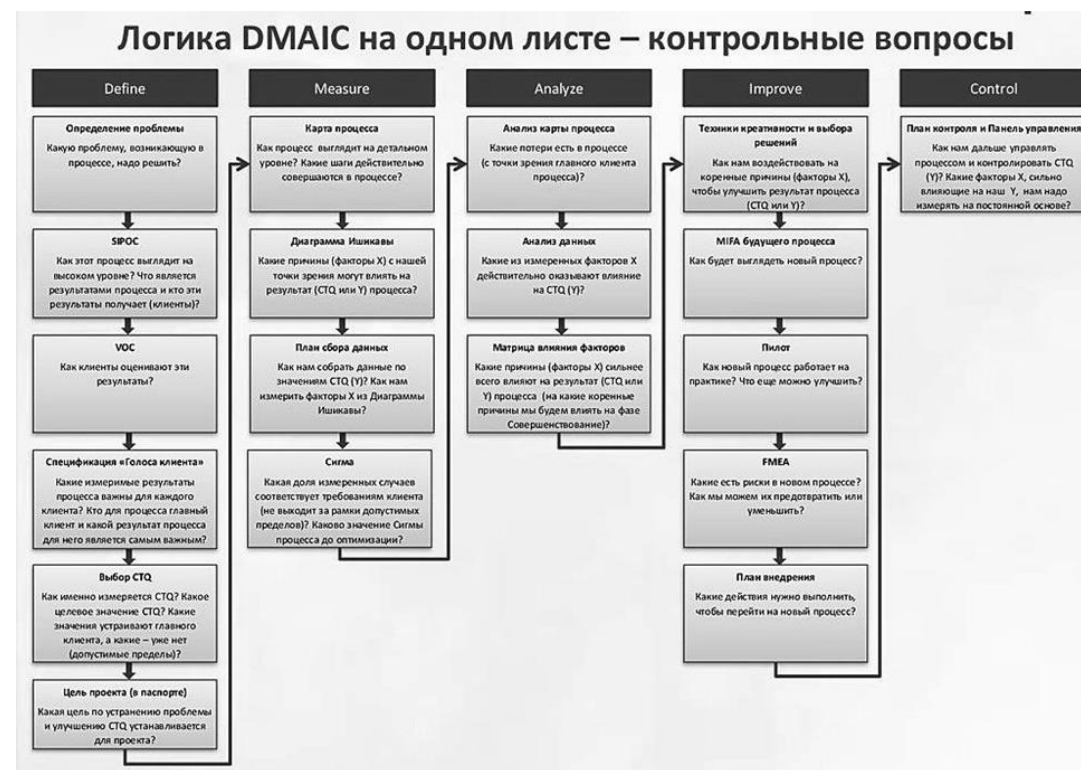 Логика DMAIC на одном листе – контрольные вопросы
Define
Определение проблемы
Какую проблему, возникающую в
процессе, надо решить?
SIPOC
Как этот процесс выглядит на
высоком уровне? Что является
результатами процесса и кто эти
результаты получает (клиенты)?
VOC
Как клиенты оценивают эти
результаты?
Спецификация «Голоса клиента»
Какие измеримые результаты
процесса важны для каждого
клиента? Кто для процесса главный
клиент и какой результат процесса
для него является самым важным?
Выбор CTQ
Как именно измеряется CTQ? Какое
целевое значение CTQ? Какие
значения устраивают главного
клиента, а какие – уже нет
(допустимые пределы)?
Цель проекта (в паспорте)
Какая цель по устранению проблемы
и улучшению CTQ устанавливается
для проекта?
Measure
Карта процесса
Как процесс выглядит на детальном
уровне? Какие шаги действительно
совершаются в процессе?
Диаграмма Ишикавы
Какие причины (факторы X) с нашей
точки зрения могут влиять на
результат (CTQ или Y) процесса?
План сбора данных
Как нам собрать данные по
значениям CTQ (Y)? Как нам
измерить факторы X из Диаграммы
Ишикавы?
Сигма
Какая доля измеренных случаев
соответствует требованиям клиента
(не выходит за рамки допустимых
пределов)? Каково значение Сигмы
процесса до оптимизации?
Analyze
Анализ карты процесса
Какие потери есть в процессе
(с точки зрения главного клиента
процесса)?
Анализ данных
Какие из измеренных факторов X
действительно оказывают влияние
на CTQ (Y)?
Матрица влияния факторов
Какие причины (факторы X) сильнее
всего влияют на результат (CTQ или
Y) процесса (на какие коренные
причины мы будем влиять на фазе
Совершенствование)?
Improve
Техники креативности и выбора
решений
Как нам воздействовать на
коренные причины (факторы X),
чтобы улучшить результат процесса
(CTQ или Y)?
MIFA будущего процесса
Как будет выглядеть новый процесс?
Пилот
Как новый процесс работает на
практике? Что еще можно улучшить?
FMEA
Какие есть риски в новом процессе?
Как мы можем их предотвратить или
уменьшить?
План внедрения
Какие действия нужно выполнить,
чтобы перейти на новый процесс?
Control
План контроля и Панель управления
Как нам дальше управлять
процессом и контролировать CTQ
(Y)? Какие факторы X, сильно
влияющие на наш Y, нам надо
измерять на постоянной основе?